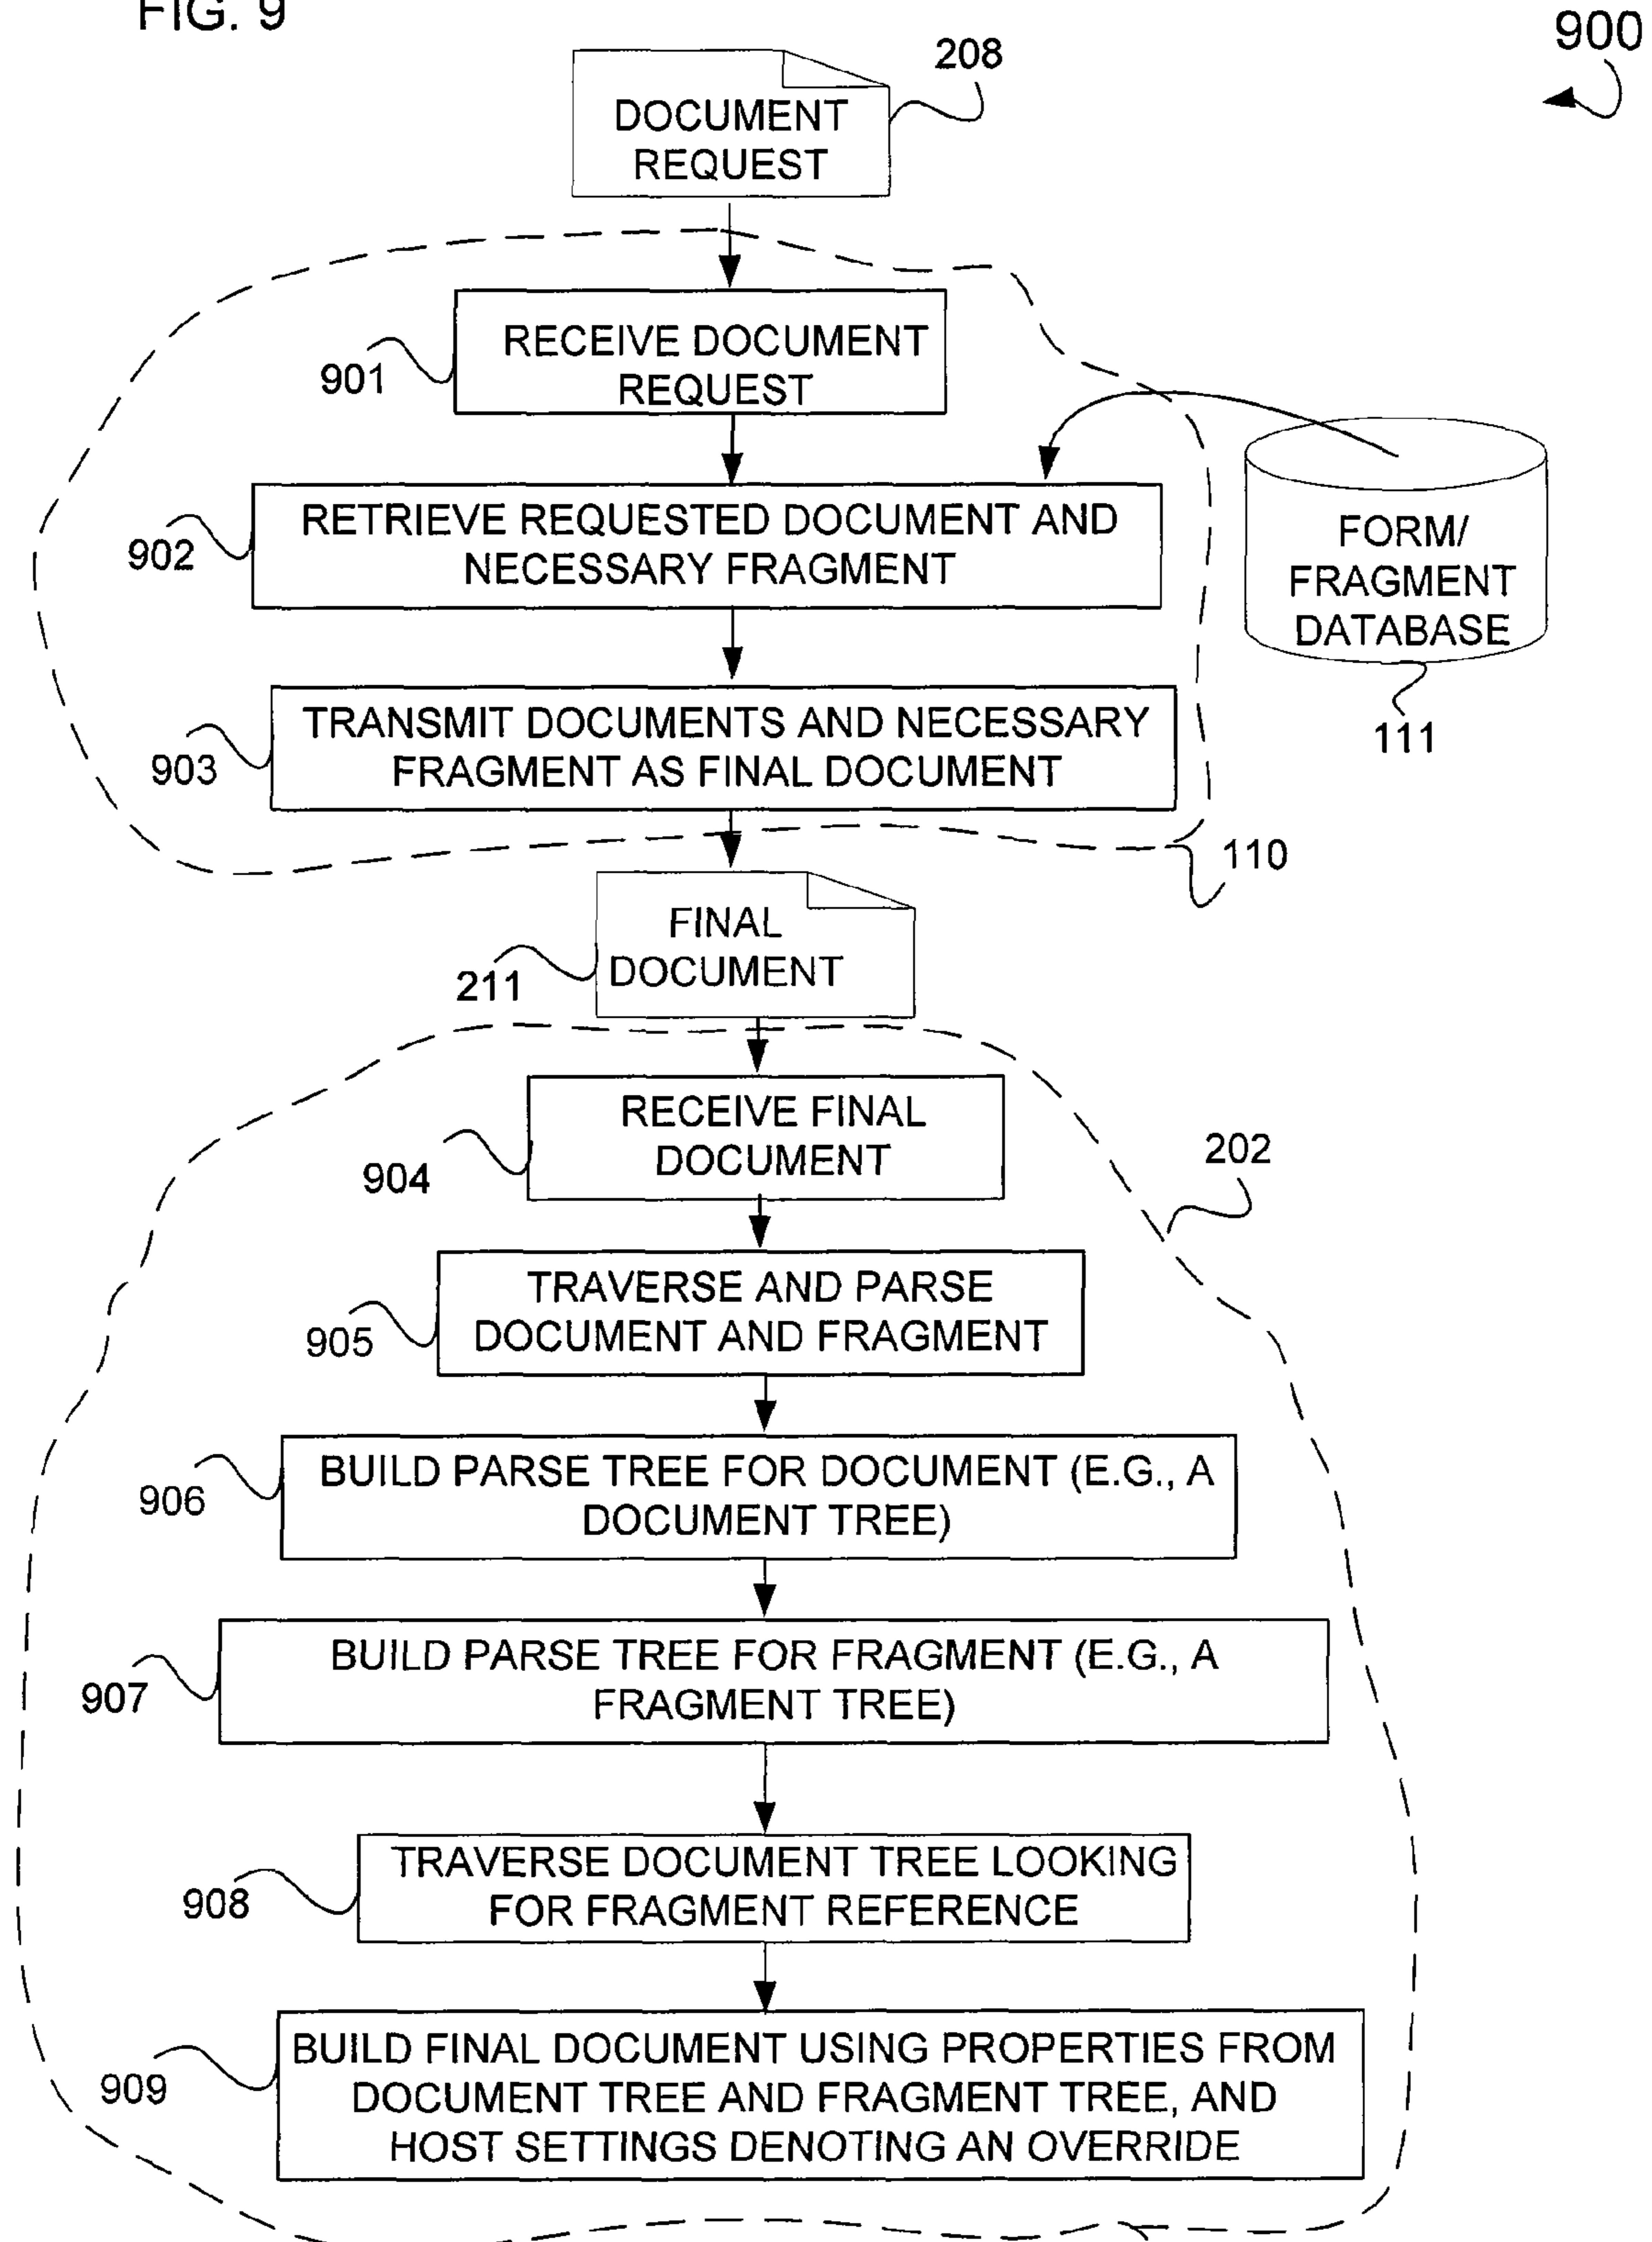 FIG. 9
900
208
DOCUMENT
REQUEST
RECEIVE DOCUMENT
REQUEST
901
RETRIEVE REQUESTED DOCUMENT AND
NECESSARY FRAGMENT
902
FORM/
FRAGMENT
DATABASE
111
TRANSMIT DOCUMENTS AND NECESSARY
FRAGMENT AS FINAL DOCUMENT
903
110
FINAL
DOCUMENT
211
RECEIVE FINAL
DOCUMENT
904
202
TRAVERSE AND PARSE
DOCUMENT AND FRAGMENT
905
BUILD PARSE TREE FOR DOCUMENT (E.G., A
DOCUMENT TREE)
906
BUILD PARSE TREE FOR FRAGMENT (E.G., A
FRAGMENT TREE)
907
TRAVERSE DOCUMENT TREE LOOKING
FOR FRAGMENT REFERENCE
908
BUILD FINAL DOCUMENT USING PROPERTIES FROM
DOCUMENT TREE AND FRAGMENT TREE, AND
HOST SETTINGS DENOTING AN OVERRIDE
909